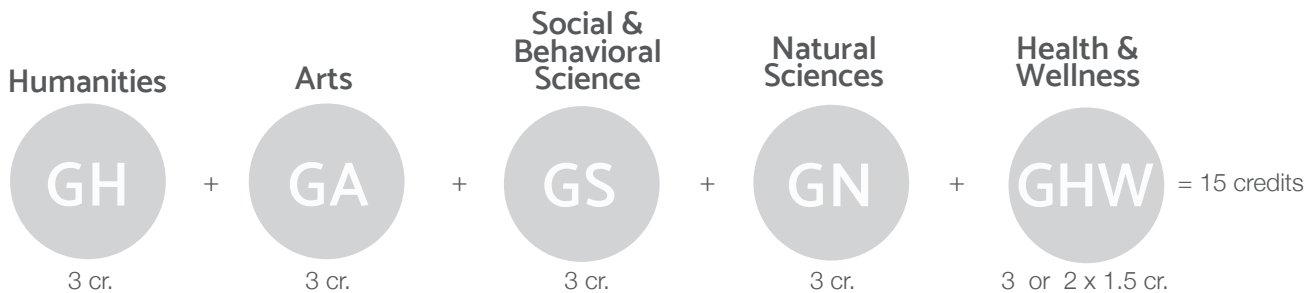 Humanities
Arts
Social &
Behavioral
Science
Natural
Sciences
Health &
Wellness
GH + GA + GS + GN + GHW = 15 credits
3 cr. 3 cr. 3 cr. 3 cr. 3 or 2 x 1.5 cr.